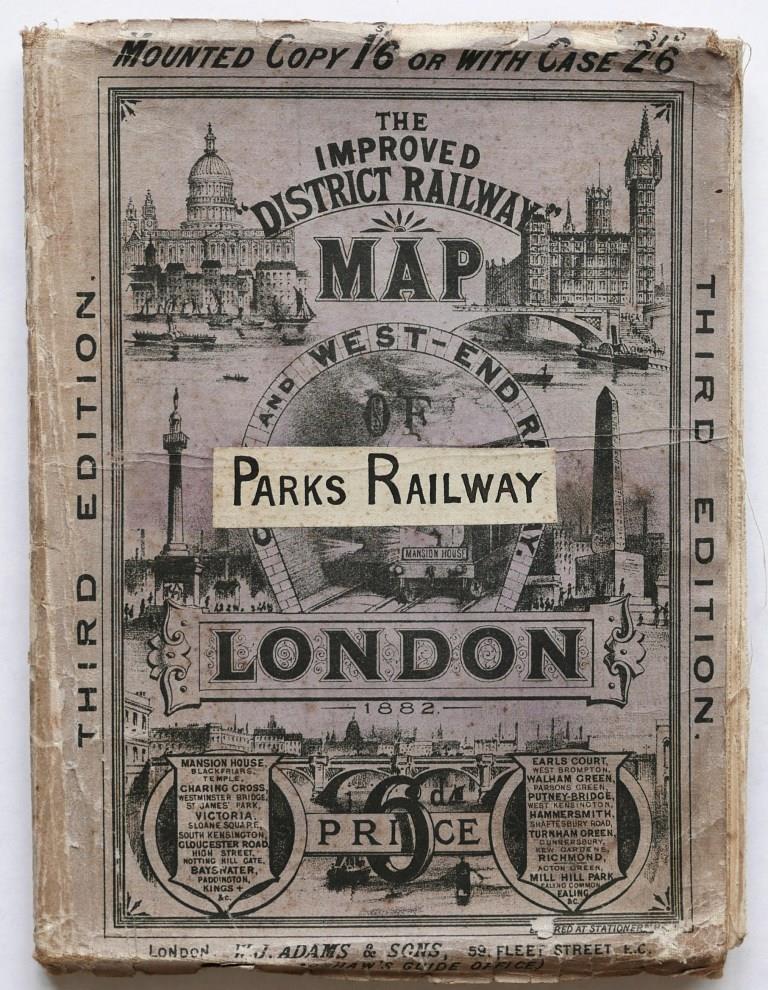 MOUNTED COPY 1/6 OR WITH CASE 2/6
THE
IMPROVED
"DISTRICT RAILWAY"
MAP
AND WEST-END
OF
PARKS RAILWAY
MANSION HOUSE
LONDON
1882.
THIRD EDITION.
THIRD EDITION.
MANSION HOUSE,
BLACKFRIARS,
TEMPLE,
CHARING CROSS,
WESTMINSTER BRIDGE,
ST JAMES' PARK,
VICTORIA,
SLOANE SQUARE,
SOUTH KENSINGTON,
GLOUCESTER ROAD,
HIGH STREET,
NOTTING HILL GATE,
BAYSWATER,
PADDINGTON,
KINGS +
&c.
PRICE
6d.
EARLS COURT,
WEST BROMPTON,
WALHAM GREEN,
PARSONS GREEN,
PUTNEY-BRIDGE,
WEST KENSINGTON,
HAMMERSMITH,
SHAFTESBURY ROAD,
TURNHAM GREEN,
GUNNERSBURY,
KEW GARDENS,
RICHMOND,
ACTON GREEN,
MILL HILL PARK
EALING COMMON
EALING
&c.
RED AT STATIONER
LONDON W.J. ADAMS & SONS, 59, FLEET STREET E.C.
GUIDE OFFICE)